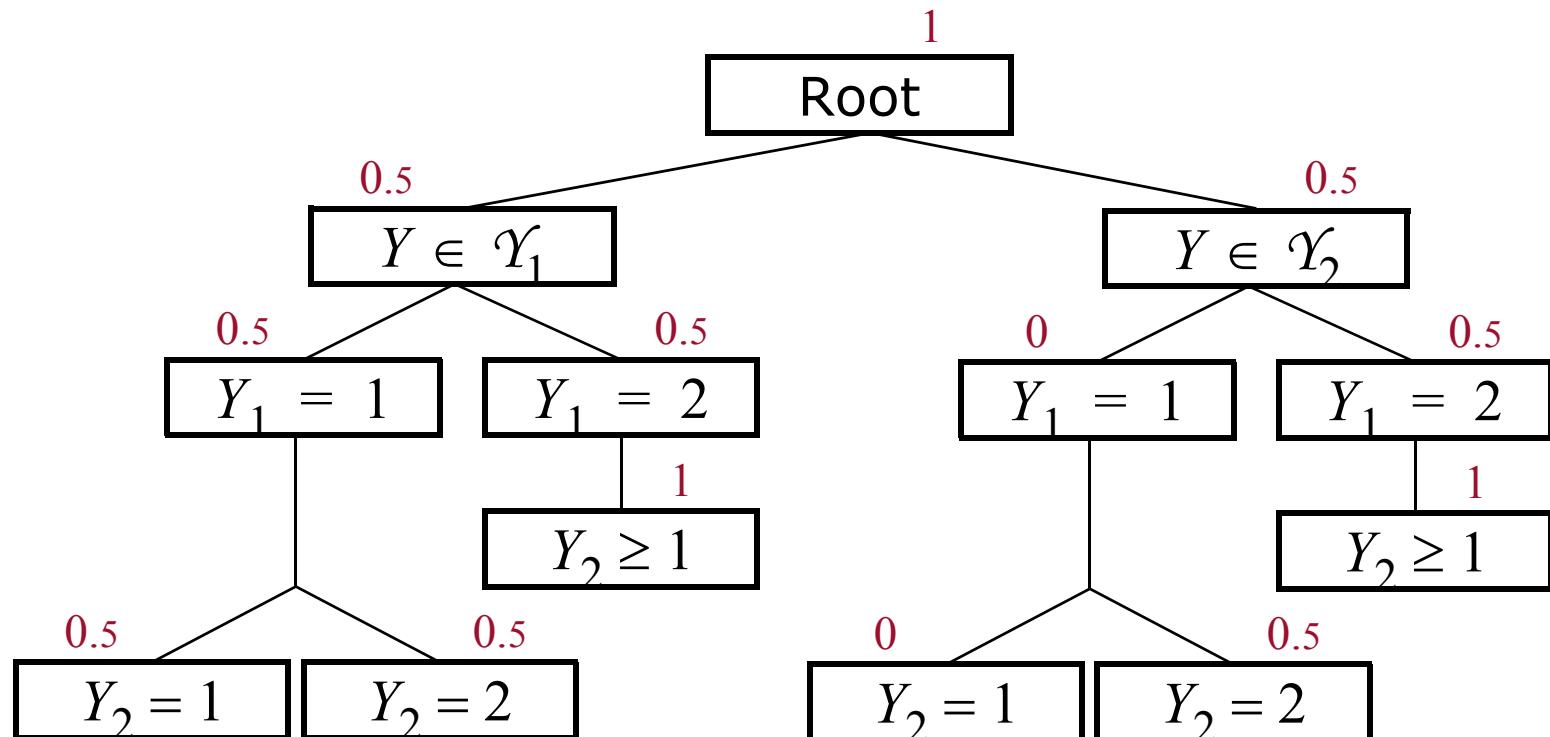 1
Root
0.5 0.5
Y ∈ 𝒴₁ Y ∈ 𝒴₂
0.5 0.5 0 0.5
Y₁ = 1 Y₁ = 2 Y₁ = 1 Y₁ = 2
1 1
Y₂ ≥ 1 Y₂ ≥ 1
0.5 0.5 0 0.5
Y₂ = 1 Y₂ = 2 Y₂ = 1 Y₂ = 2